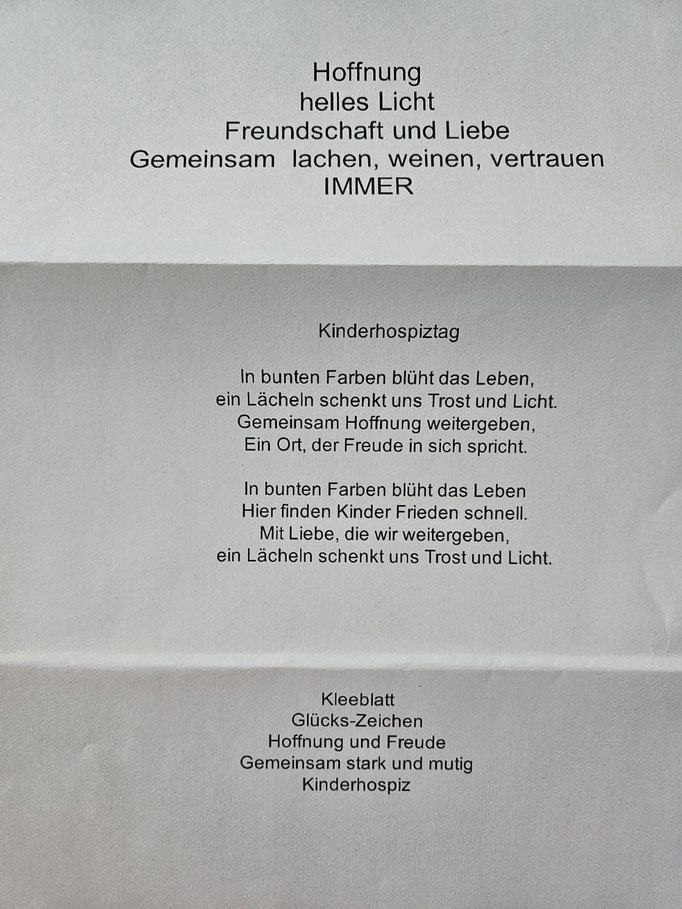 Hoffnung
helles Licht
Freundschaft und Liebe
Gemeinsam  lachen, weinen, vertrauen
IMMER
Kinderhospiztag
In bunten Farben blüht das Leben,
ein Lächeln schenkt uns Trost und Licht.
Gemeinsam Hoffnung weitergeben,
Ein Ort, der Freude in sich spricht.
In bunten Farben blüht das Leben
Hier finden Kinder Frieden schnell.
Mit Liebe, die wir weitergeben,
ein Lächeln schenkt uns Trost und Licht.
Kleeblatt
Glücks-Zeichen
Hoffnung und Freude
Gemeinsam stark und mutig
Kinderhospiz